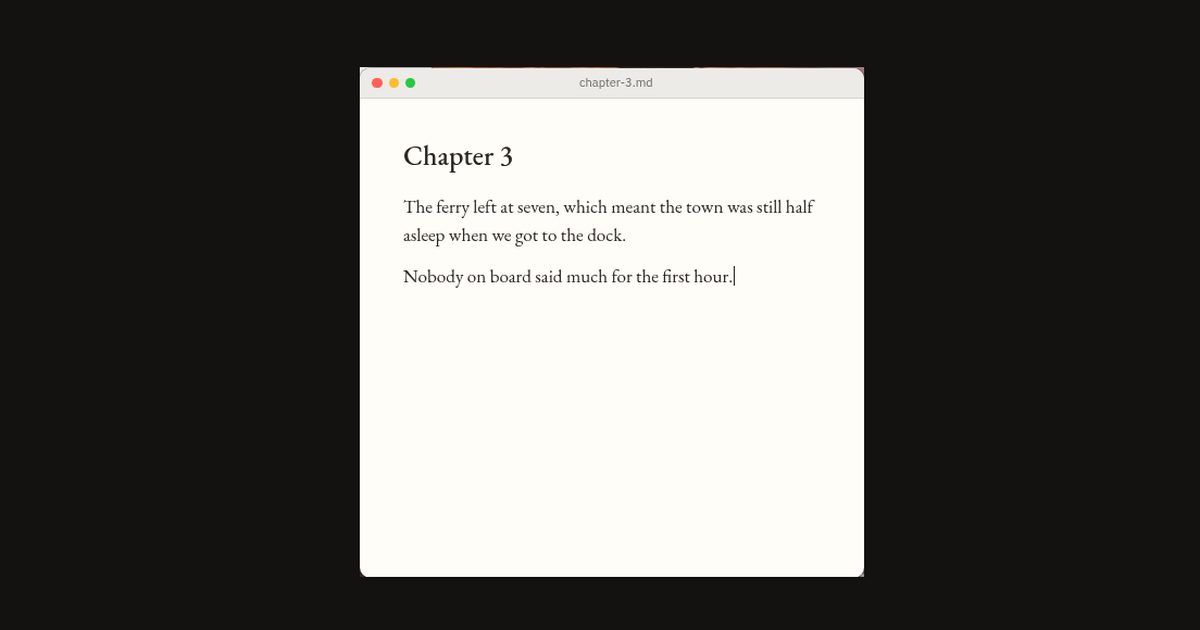 chapter-3.md
Chapter 3
The ferry left at seven, which meant the town was still half
asleep when we got to the dock.
Nobody on board said much for the first hour.